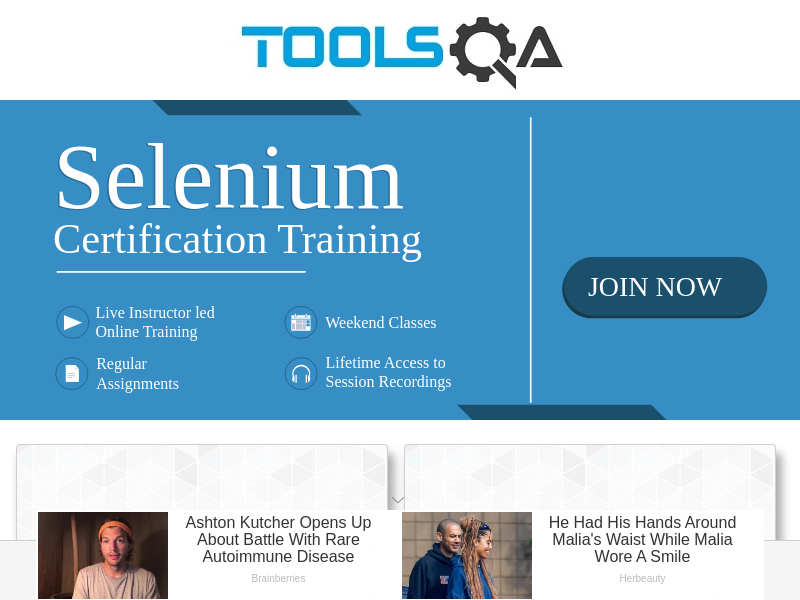 TOOLSQA
Selenium
Certification Training
JOIN NOW
Live Instructor led
Online Training
Weekend Classes
Regular
Assignments
Lifetime Access to
Session Recordings
Ashton Kutcher Opens Up
About Battle With Rare
Autoimmune Disease
Brainberries
He Had His Hands Around
Malia's Waist While Malia
Wore A Smile
Herbeauty